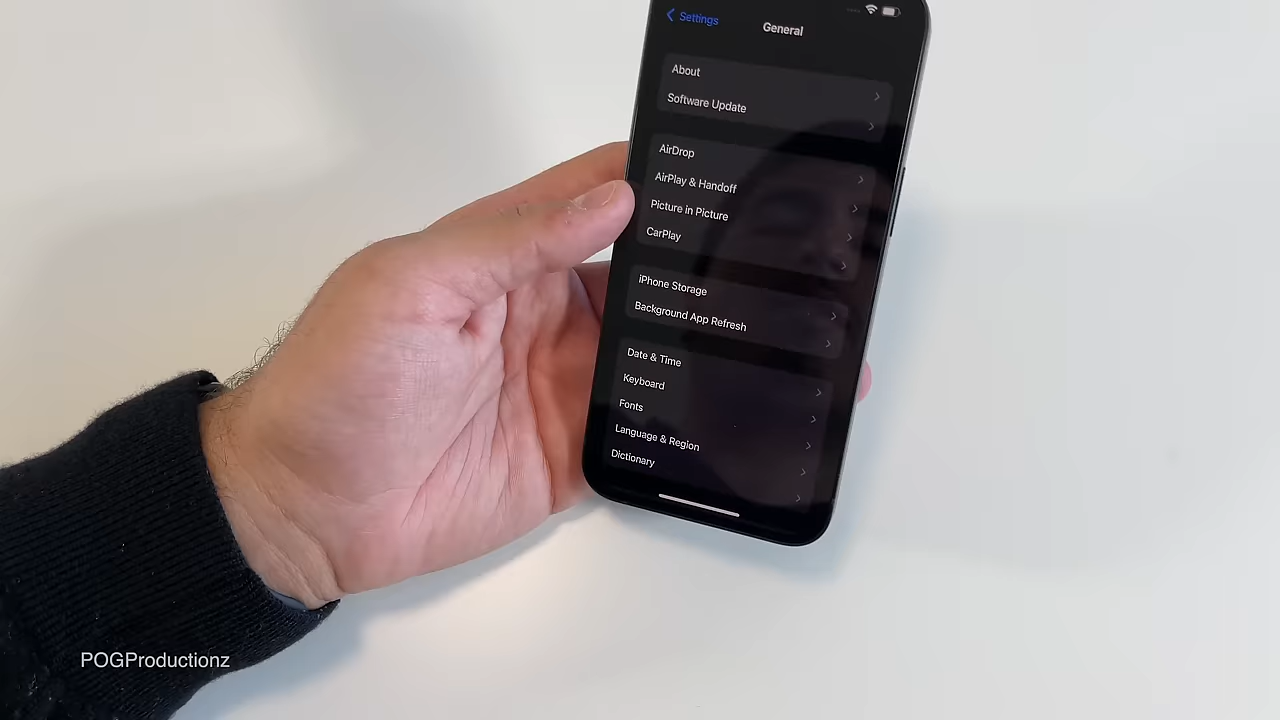 Settings
General
About
Software Update
AirDrop
AirPlay & Handoff
Picture in Picture
CarPlay
iPhone Storage
Background App Refresh
Date & Time
Keyboard
Fonts
Language & Region
Dictionary
POGProductionz